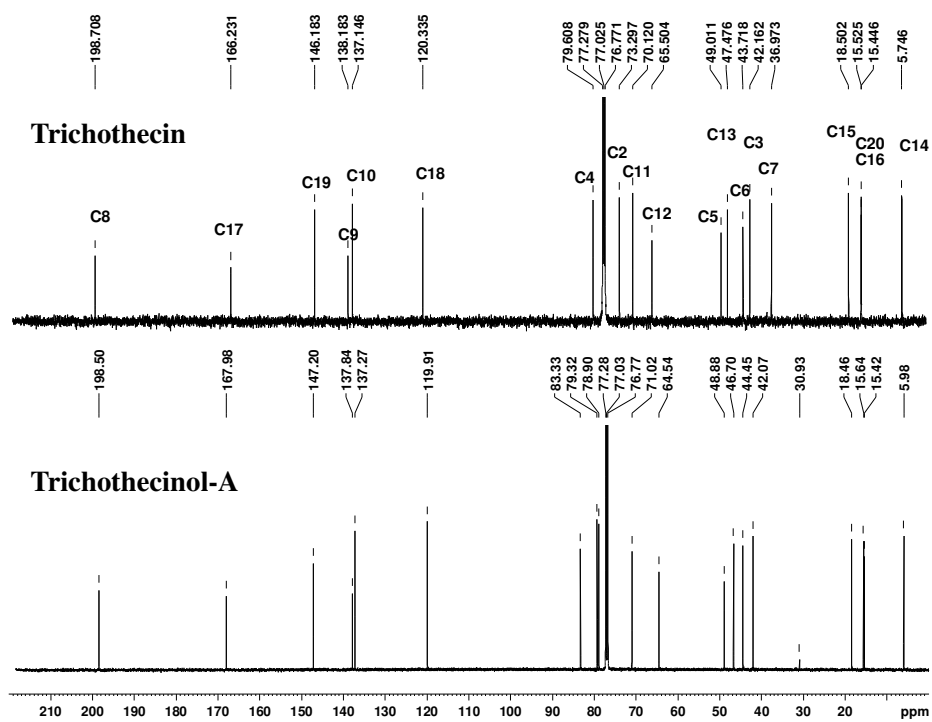 198.708 166.231 146.183 138.183 137.146 120.335 79.608 77.279 77.025 76.771 73.297 70.120 65.504 49.011 47.476 43.718 42.162 36.973 18.502 15.525 15.446 5.746
Trichothecin
C8 C17 C19 C9 C10 C18 C4 C2 C11 C12 C5 C13 C6 C3 C7 C15 C20 C16 C14
198.50 167.98 147.20 137.84 137.27 119.91 83.33 79.32 78.90 77.28 77.03 76.77 71.02 64.54 48.88 46.70 44.45 42.07 30.93 18.46 15.64 15.42 5.98
Trichothecinol-A
210 200 190 180 170 160 150 140 130 120 110 100 90 80 70 60 50 40 30 20 ppm